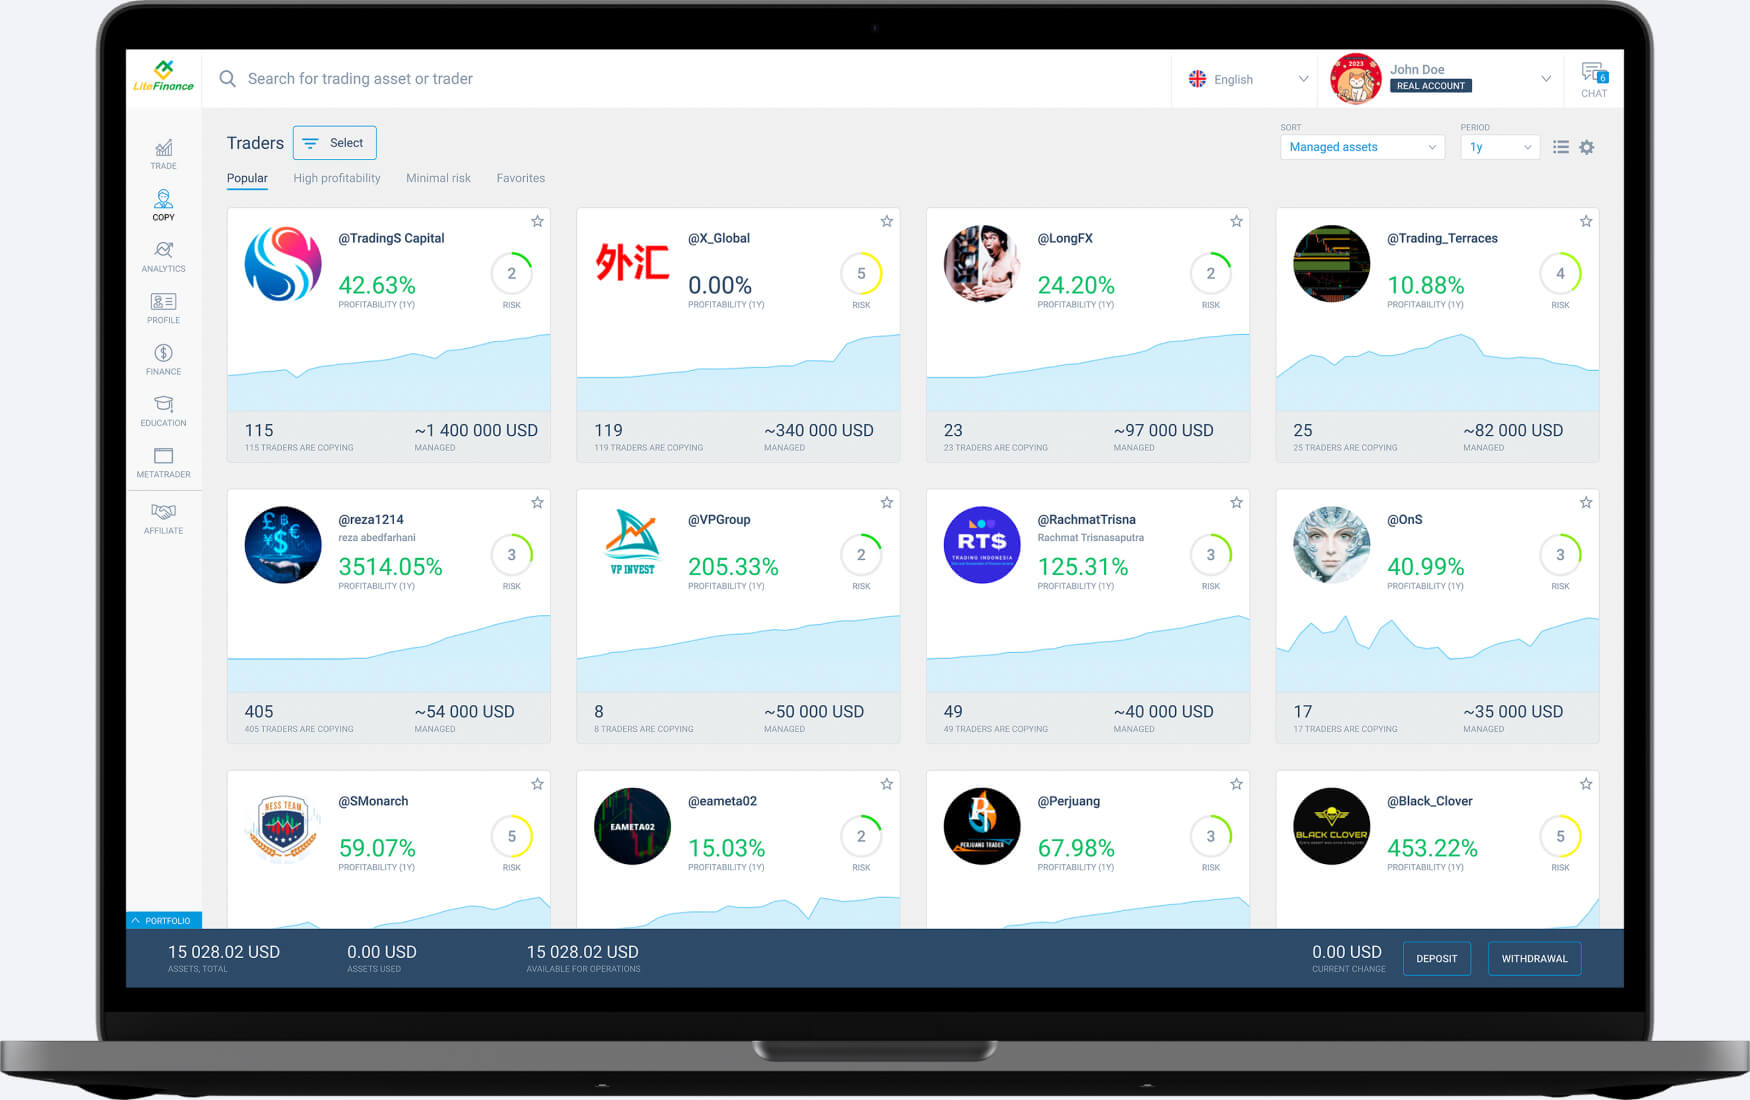 LiteFinance
Search for trading asset or trader
English
2023
John Doe
REAL ACCOUNT
6
CHAT
TRADE
COPY
ANALYTICS
PROFILE
FINANCE
EDUCATION
METATRADER
AFFILIATE
Traders
Select
SORT
Managed assets
PERIOD
1y
Popular
High profitability
Minimal risk
Favorites
@TradingS Capital
42.63%
PROFITABILITY (1Y)
2
RISK
115
115 TRADERS ARE COPYING
~1 400 000 USD
MANAGED
外汇
@X_Global
0.00%
PROFITABILITY (1Y)
5
RISK
119
119 TRADERS ARE COPYING
~340 000 USD
MANAGED
@LongFX
24.20%
PROFITABILITY (1Y)
2
RISK
23
23 TRADERS ARE COPYING
~97 000 USD
MANAGED
@Trading_Terraces
10.88%
PROFITABILITY (1Y)
4
RISK
25
25 TRADERS ARE COPYING
~82 000 USD
MANAGED
@reza1214
reza abedfarhani
3514.05%
PROFITABILITY (1Y)
3
RISK
405
405 TRADERS ARE COPYING
~54 000 USD
MANAGED
VP INVEST
@VPGroup
205.33%
PROFITABILITY (1Y)
2
RISK
8
8 TRADERS ARE COPYING
~50 000 USD
MANAGED
RTS
TRADING INDONESIA
@RachmatTrisna
Rachmat Trisnasaputra
125.31%
PROFITABILITY (1Y)
3
RISK
49
49 TRADERS ARE COPYING
~40 000 USD
MANAGED
@OnS
40.99%
PROFITABILITY (1Y)
3
RISK
17
17 TRADERS ARE COPYING
~35 000 USD
MANAGED
NESS TEAM
@SMonarch
59.07%
PROFITABILITY (1Y)
5
RISK
EAMETA02
@eameta02
15.03%
PROFITABILITY (1Y)
2
RISK
PERJUANG TRADER
@Perjuang
67.98%
PROFITABILITY (1Y)
3
RISK
BLACK CLOVER
@Black_Clover
453.22%
PROFITABILITY (1Y)
5
RISK
PORTFOLIO
15 028.02 USD
ASSETS, TOTAL
0.00 USD
ASSETS USED
15 028.02 USD
AVAILABLE FOR OPERATIONS
0.00 USD
CURRENT CHANGE
DEPOSIT
WITHDRAWAL